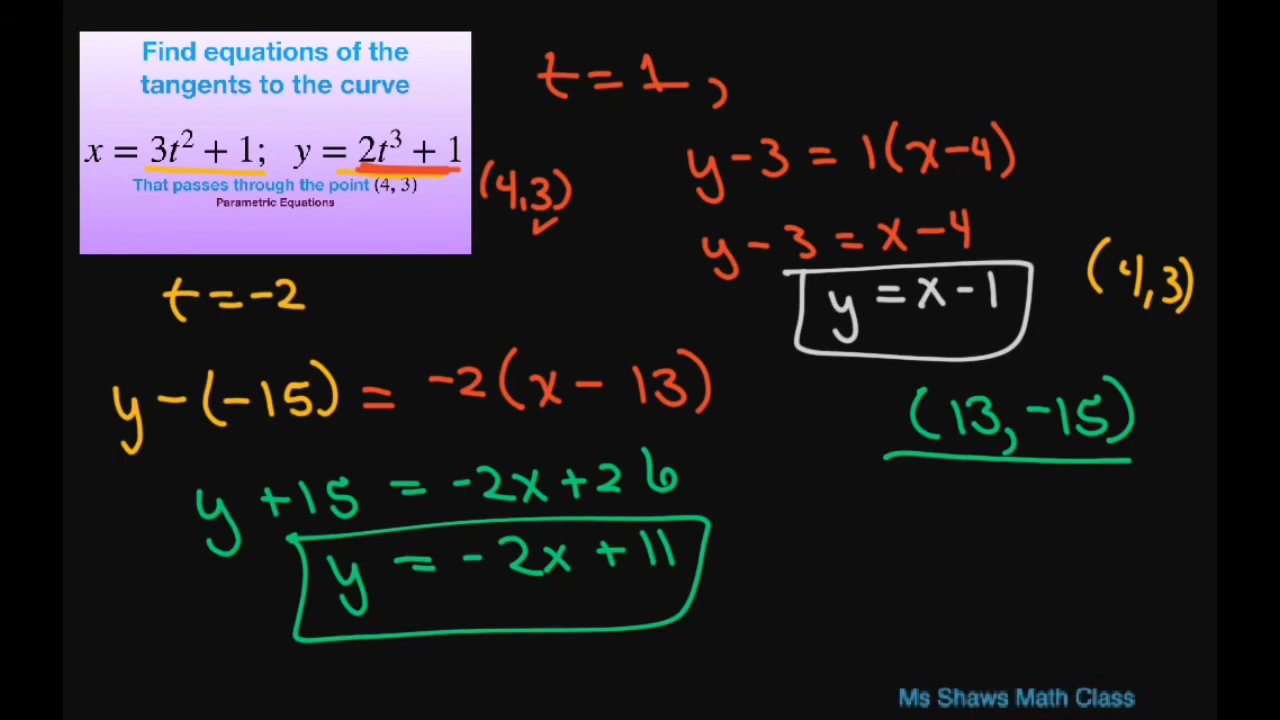 Find equations of the
tangents to the curve
x = 3t² + 1;  y = 2t³ + 1
That passes through the point (4, 3)
Parametric Equations
t = 1,
(4,3)
y - 3 = 1(x-4)
y - 3 = x - 4
y = x - 1
(4,3)
t = -2
y - (-15) = -2(x - 13)
(13, -15)
y + 15 = -2x + 26
y = -2x + 11
Ms Shaws Math Class